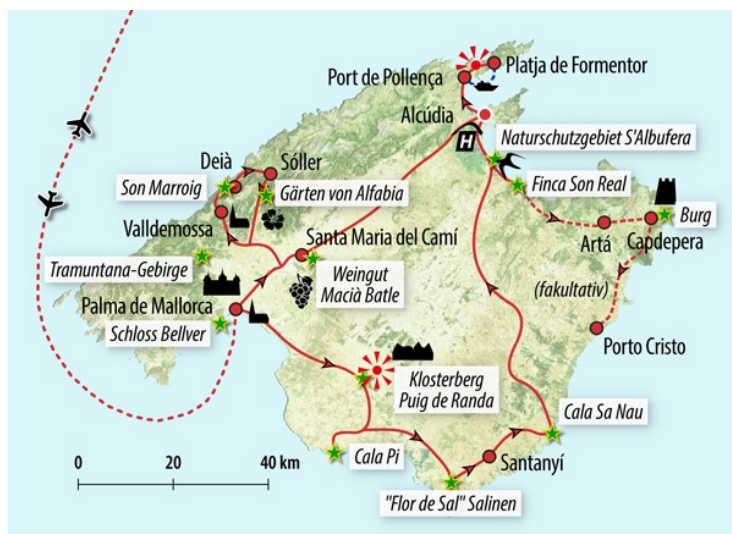 Port de Pollença
Platja de Formentor
Alcúdia
H
Naturschutzgebiet S'Albufera
Deià
Sóller
Son Marroig
Gärten von Alfabia
Finca Son Real
Burg
Valldemossa
Artá
Capdepera
Santa Maria del Camí
Tramuntana-Gebirge
Weingut
Macià Batle
(fakultativ)
Palma de Mallorca
Schloss Bellver
Porto Cristo
Klosterberg
Puig de Randa
Cala Sa Nau
Cala Pi
Santanyí
0 20 40 km
"Flor de Sal" Salinen